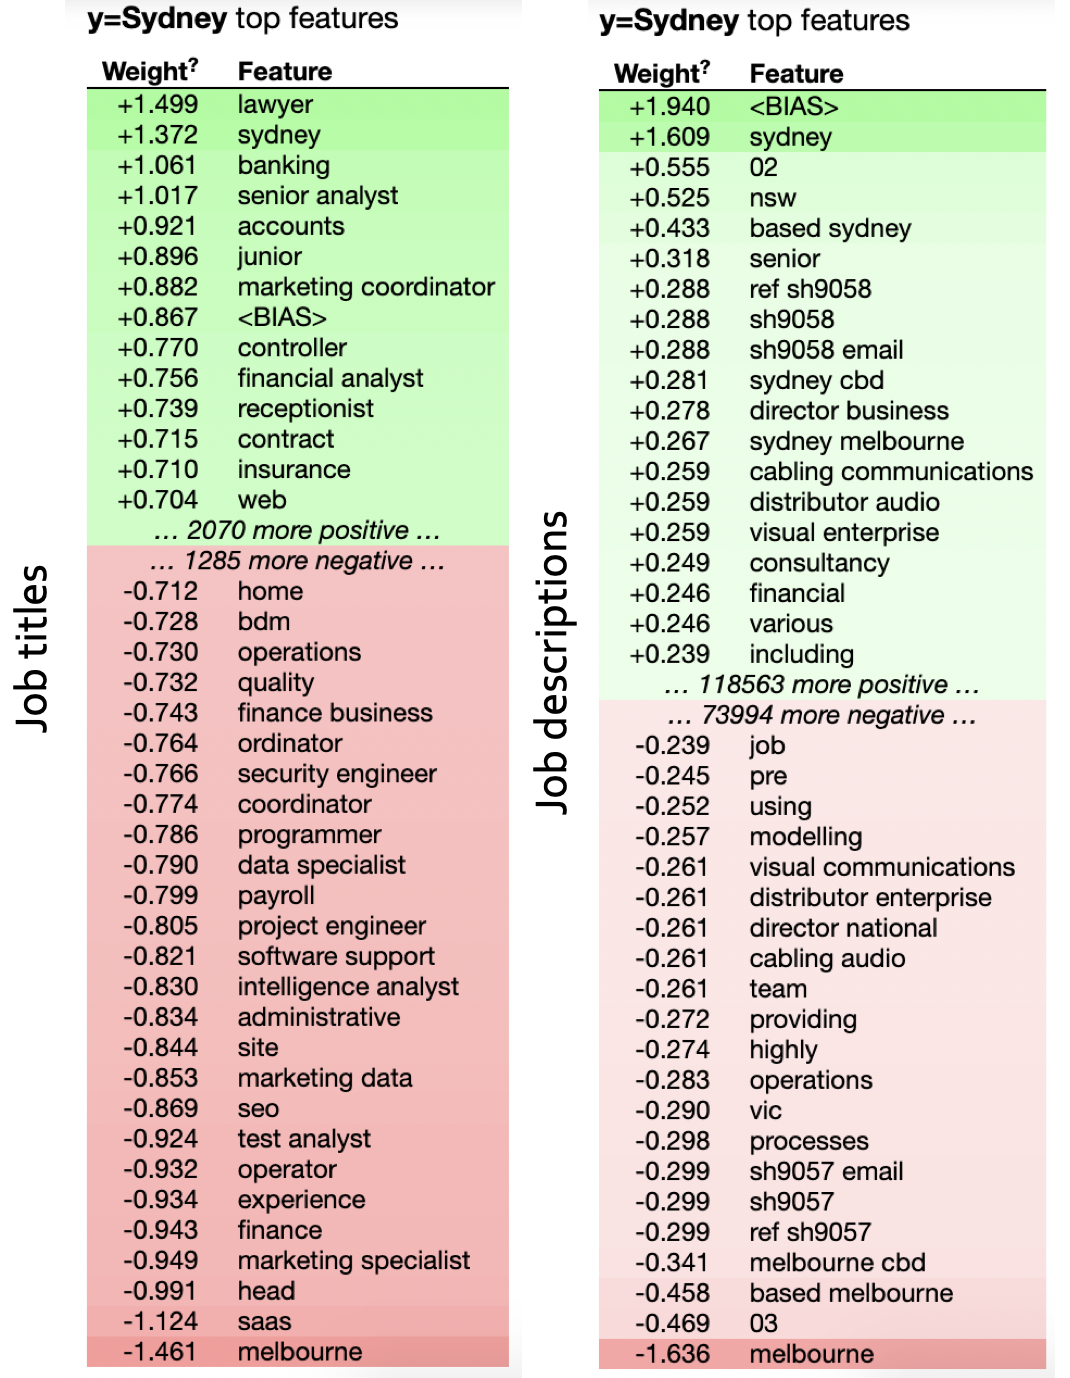 Job titles
y=Sydney top features
Weight? Feature
+1.499 lawyer
+1.372 sydney
+1.061 banking
+1.017 senior analyst
+0.921 accounts
+0.896 junior
+0.882 marketing coordinator
+0.867 <BIAS>
+0.770 controller
+0.756 financial analyst
+0.739 receptionist
+0.715 contract
+0.710 insurance
+0.704 web
… 2070 more positive …
… 1285 more negative …
-0.712 home
-0.728 bdm
-0.730 operations
-0.732 quality
-0.743 finance business
-0.764 ordinator
-0.766 security engineer
-0.774 coordinator
-0.786 programmer
-0.790 data specialist
-0.799 payroll
-0.805 project engineer
-0.821 software support
-0.830 intelligence analyst
-0.834 administrative
-0.844 site
-0.853 marketing data
-0.869 seo
-0.924 test analyst
-0.932 operator
-0.934 experience
-0.943 finance
-0.949 marketing specialist
-0.991 head
-1.124 saas
-1.461 melbourne
Job descriptions
y=Sydney top features
Weight? Feature
+1.940 <BIAS>
+1.609 sydney
+0.555 02
+0.525 nsw
+0.433 based sydney
+0.318 senior
+0.288 ref sh9058
+0.288 sh9058
+0.288 sh9058 email
+0.281 sydney cbd
+0.278 director business
+0.267 sydney melbourne
+0.259 cabling communications
+0.259 distributor audio
+0.259 visual enterprise
+0.249 consultancy
+0.246 financial
+0.246 various
+0.239 including
… 118563 more positive …
… 73994 more negative …
-0.239 job
-0.245 pre
-0.252 using
-0.257 modelling
-0.261 visual communications
-0.261 distributor enterprise
-0.261 director national
-0.261 cabling audio
-0.261 team
-0.272 providing
-0.274 highly
-0.283 operations
-0.290 vic
-0.298 processes
-0.299 sh9057 email
-0.299 sh9057
-0.299 ref sh9057
-0.341 melbourne cbd
-0.458 based melbourne
-0.469 03
-1.636 melbourne